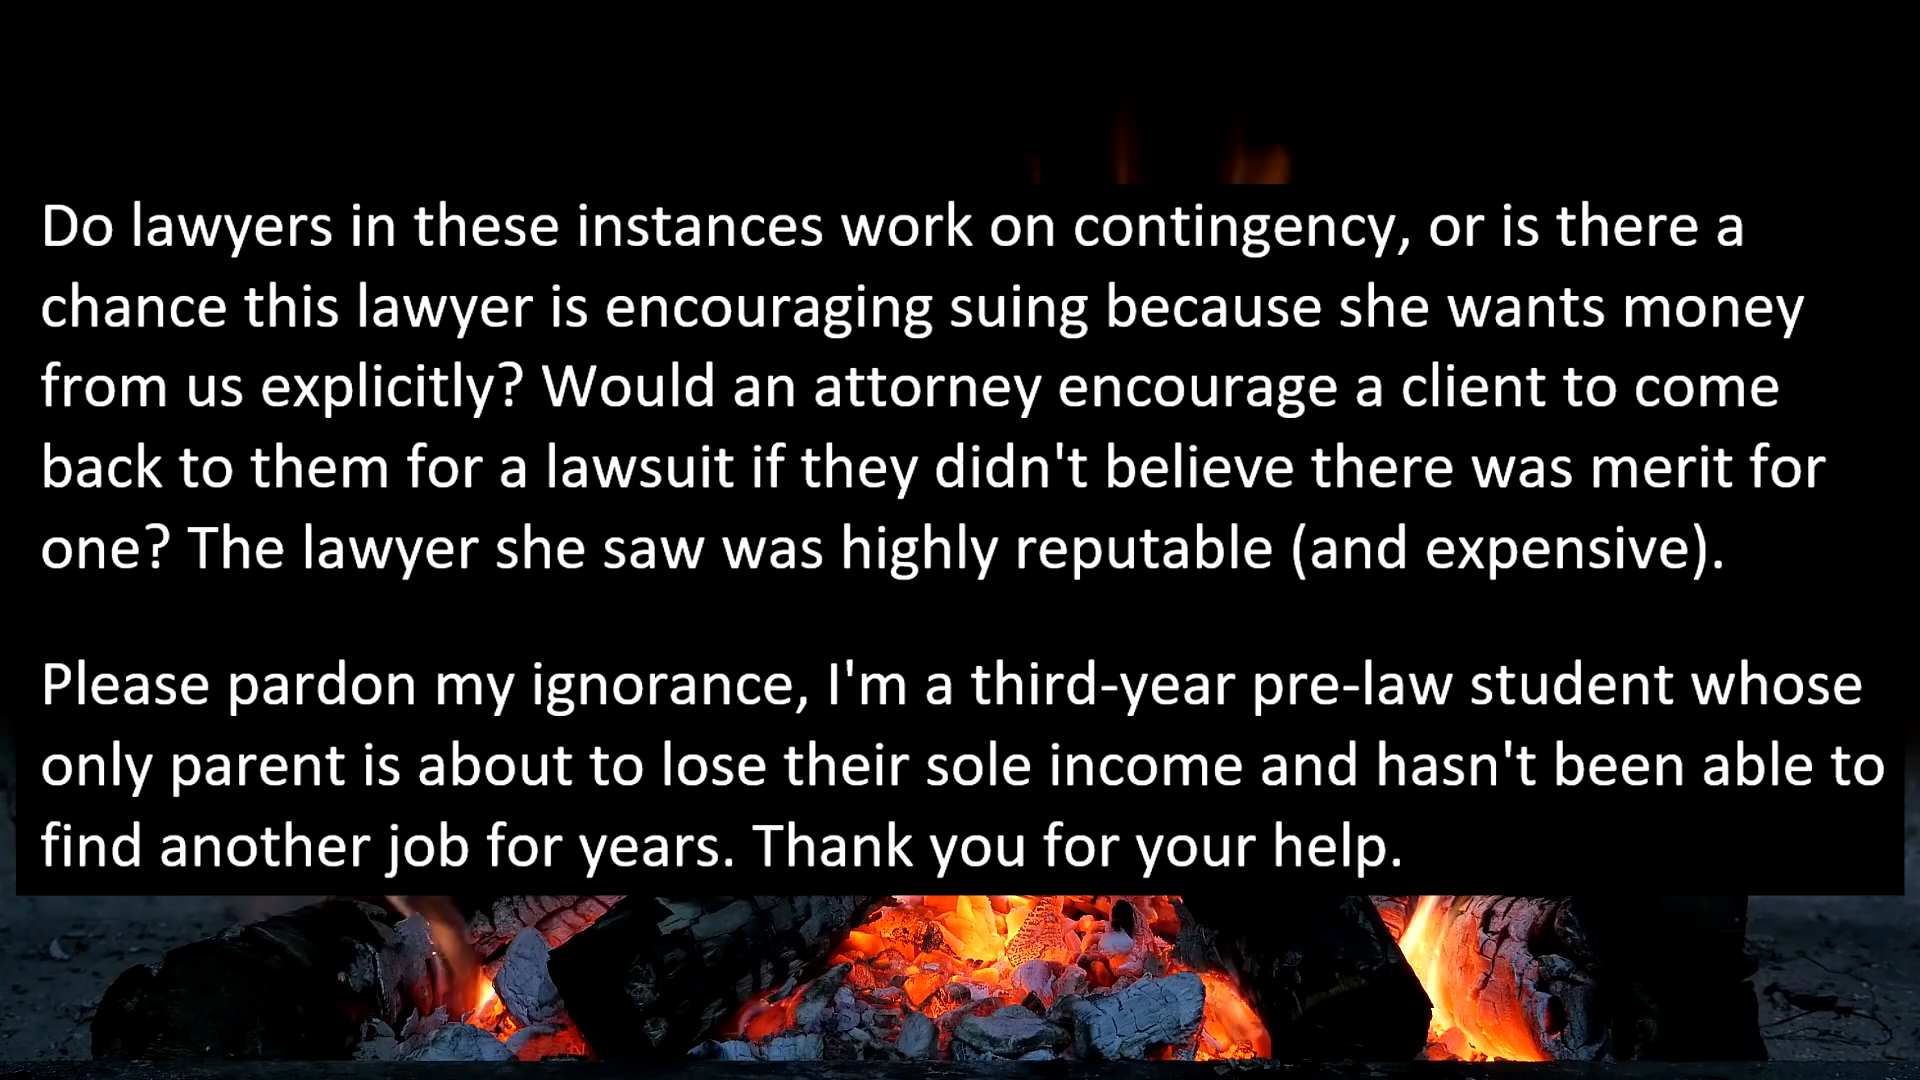 Do lawyers in these instances work on contingency, or is there a
chance this lawyer is encouraging suing because she wants money
from us explicitly? Would an attorney encourage a client to come
back to them for a lawsuit if they didn't believe there was merit for
one? The lawyer she saw was highly reputable (and expensive).
Please pardon my ignorance, I'm a third-year pre-law student whose
only parent is about to lose their sole income and hasn't been able to
find another job for years. Thank you for your help.